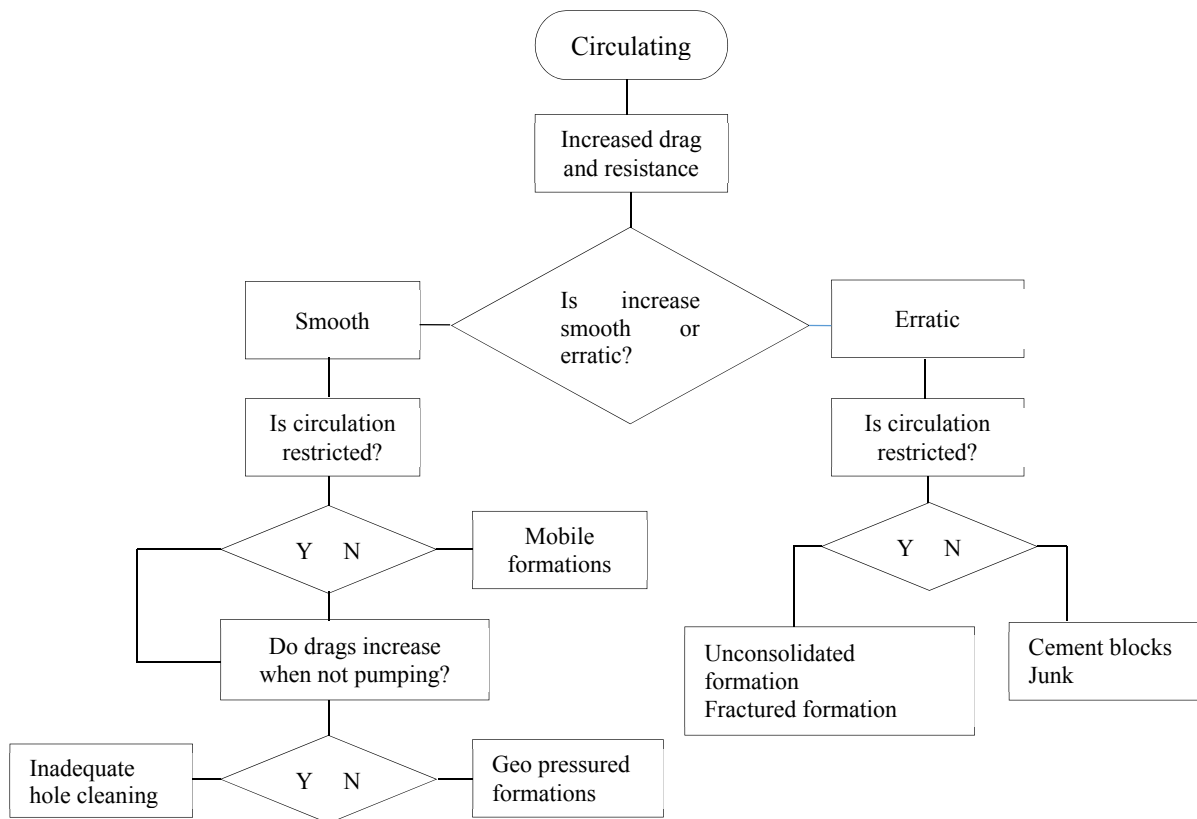 Circulating
Increased drag
and resistance
Is increase
smooth or
erratic?
Smooth
Erratic
Is circulation
restricted?
Is circulation
restricted?
Y N
Mobile
formations
Y N
Do drags increase
when not pumping?
Unconsolidated
formation
Fractured formation
Cement blocks
Junk
Inadequate
hole cleaning
Y N
Geo pressured
formations